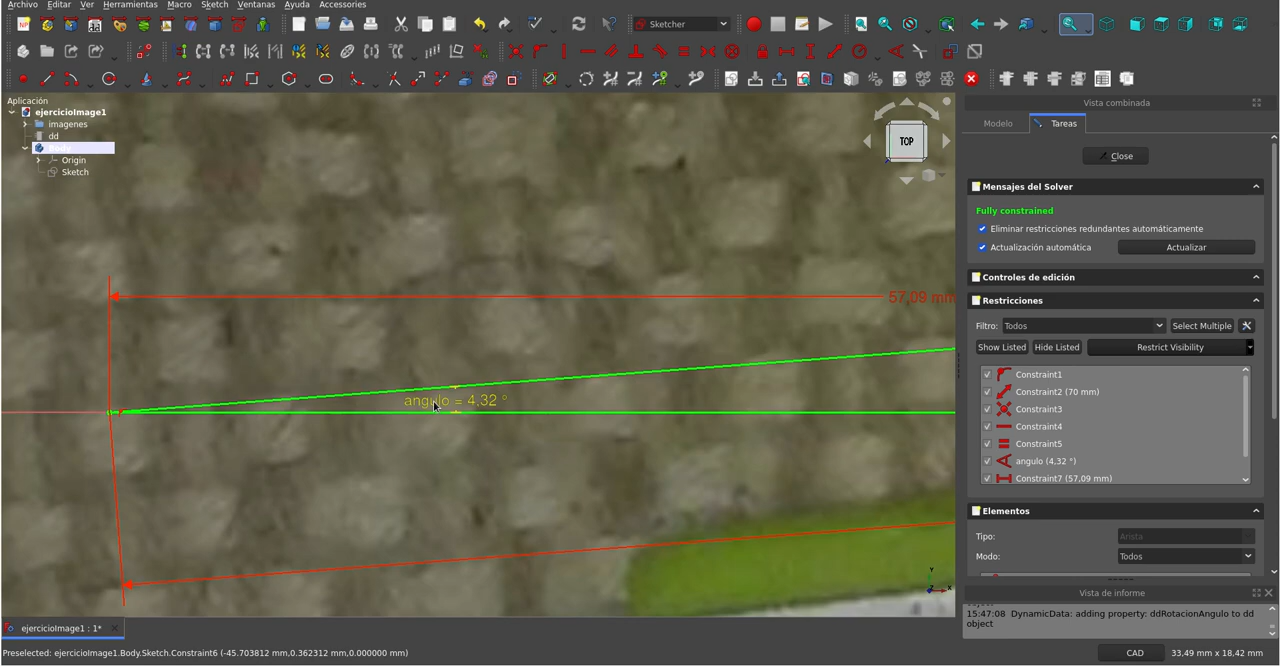 Archivo Editar Ver Herramientas Macro Sketch Ventanas Ayuda Accessories
Sketcher
Aplicación
ejercicioImage1
imagenes
dd
Body
Origin
Sketch
TOP
57,09 mm
angulo = 4,32 °
Vista combinada
Modelo Tareas
Close
Mensajes del Solver
Fully constrained
Eliminar restricciones redundantes automáticamente
Actualización automática Actualizar
Controles de edición
Restricciones
Filtro: Todos Select Multiple
Show Listed Hide Listed Restrict Visibility
Constraint1
Constraint2 (70 mm)
Constraint3
Constraint4
Constraint5
angulo (4,32 °)
Constraint7 (57,09 mm)
Elementos
Tipo: Arista
Modo: Todos
Y
X
Vista de informe
15:47:08 DynamicData: adding property: ddRotacionAngulo to dd
object
ejercicioImage1 : 1*
Preselected: ejercicioImage1.Body.Sketch.Constraint6 (-45.703812 mm,0.362312 mm,0.000000 mm)
CAD 33,49 mm x 18,42 mm